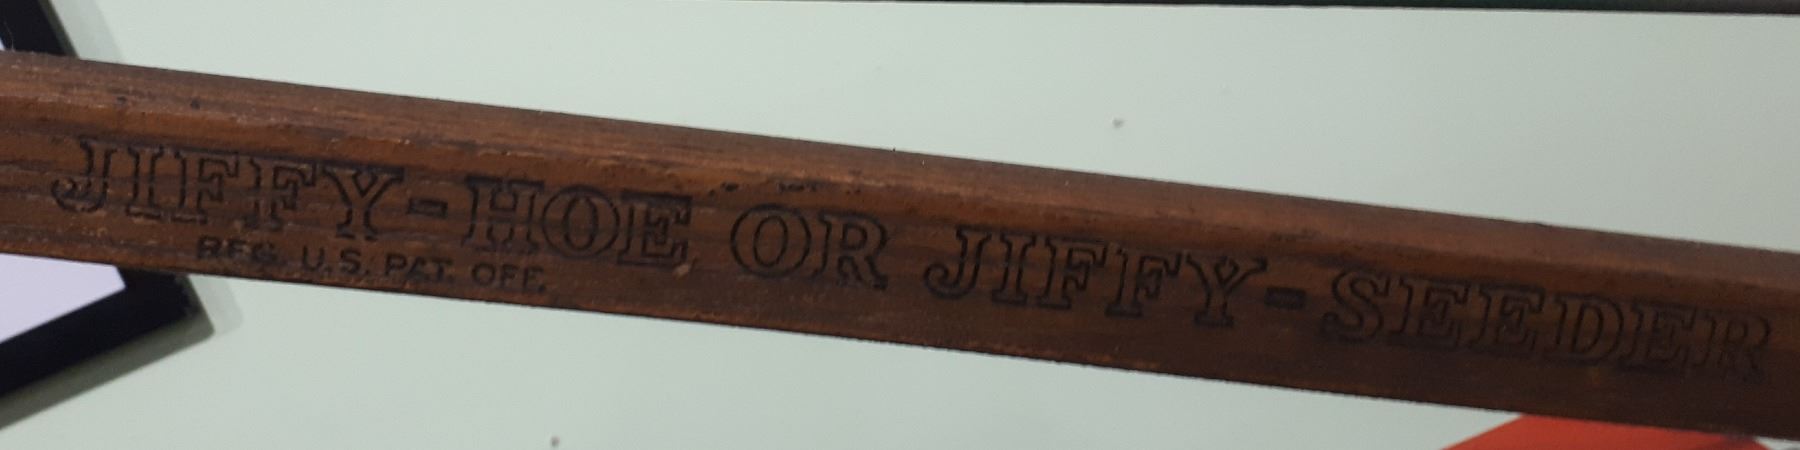 JIFFY-HOE OR JIFFY-SEEDER
REG. U.S. PAT. OFF.